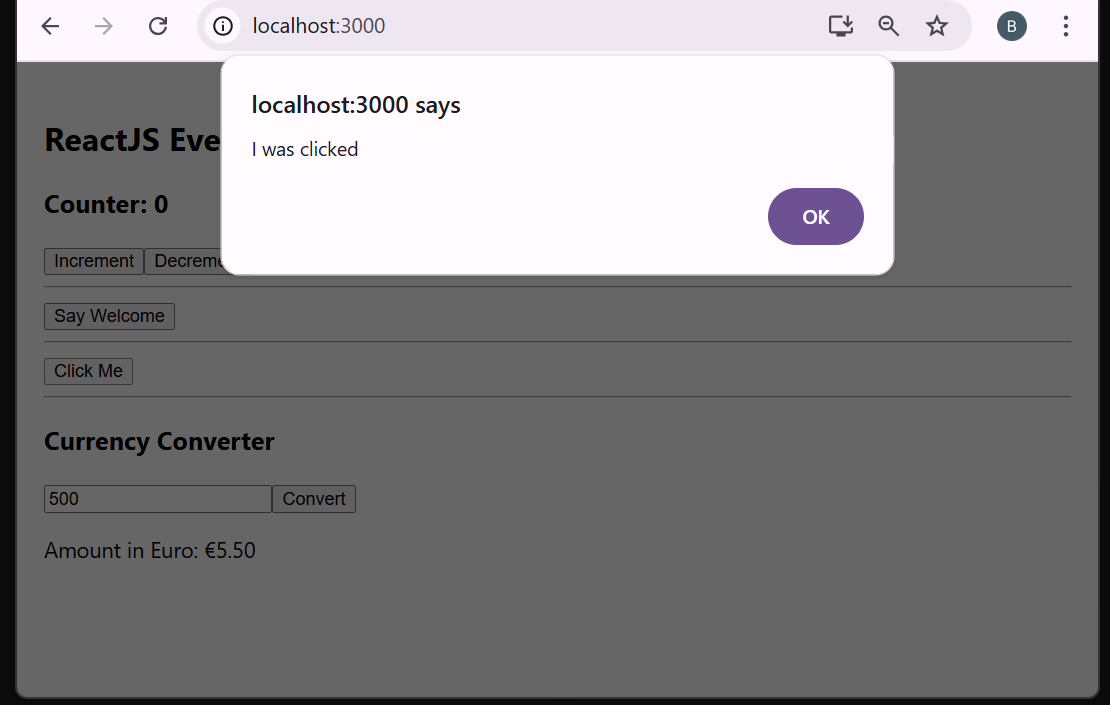 localhost:3000
B
localhost:3000 says
I was clicked
OK
ReactJS Eve
Counter: 0
Increment Decreme
Say Welcome
Click Me
Currency Converter
500 Convert
Amount in Euro: €5.50